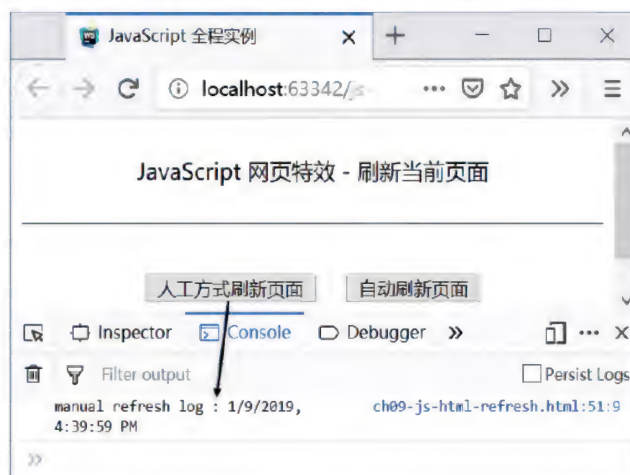 JavaScript 全程实例
localhost:63342/js-
JavaScript 网页特效 - 刷新当前页面
人工方式刷新页面 自动刷新页面
Inspector Console Debugger
Filter output Persist Logs
manual refresh log : 1/9/2019, ch09-js-html-refresh.html:51:9
4:39:59 PM